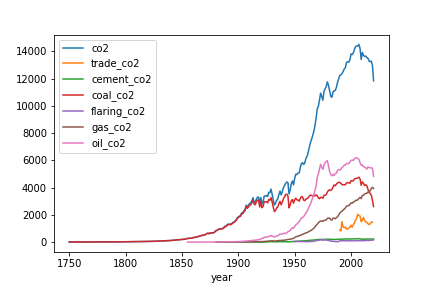 14000
12000
10000
8000
6000
4000
2000
0
co2
trade_co2
cement_co2
coal_co2
flaring_co2
gas_co2
oil_co2
1750 1800 1850 1900 1950 2000
year